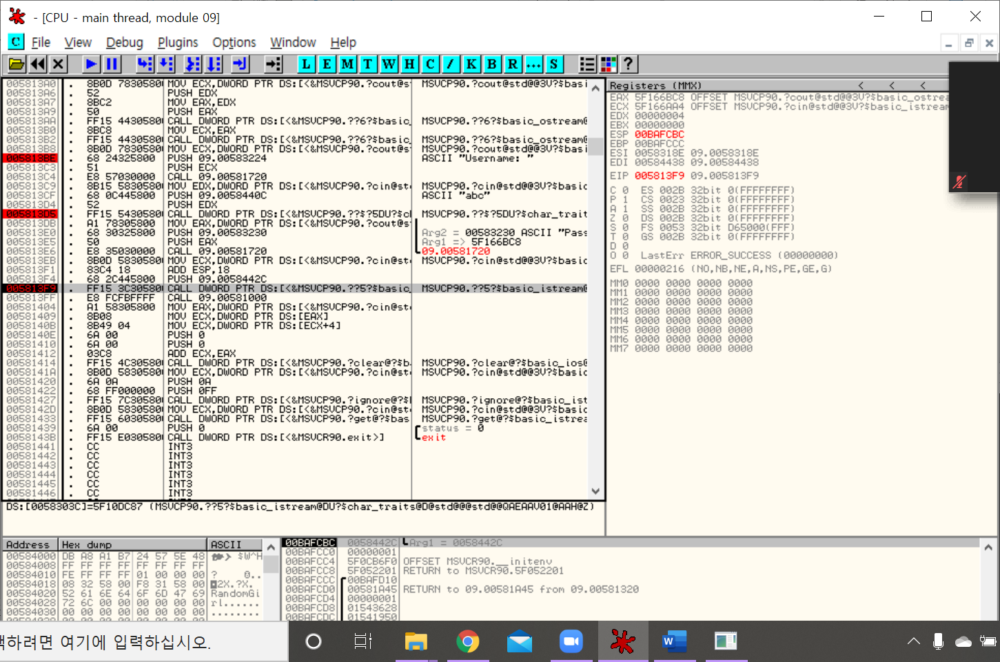 - [CPU - main thread, module 09]
C File View Debug Plugins Options Window Help
L E M T W H C / K B R ... S ?
005813A0 . 8B0D 78305800 MOV ECX,DWORD PTR DS:[<&MSVCP90.?cout@st MSVCP90.?cout@std@@3V?$basi
005813A6 . 52 PUSH EDX
005813A7 . 8BC2 MOV EAX,EDX
005813A9 . 50 PUSH EAX
005813AA . FF15 44305800 CALL DWORD PTR DS:[<&MSVCP90.??6?$basic_ MSVCP90.??6?$basic_ostream@
005813B0 . 8BC8 MOV ECX,EAX
005813B2 . FF15 44305800 CALL DWORD PTR DS:[<&MSVCP90.??6?$basic_ MSVCP90.??6?$basic_ostream@
005813B8 . 8B0D 78305800 MOV ECX,DWORD PTR DS:[<&MSVCP90.?cout@st MSVCP90.?cout@std@@3V?$basi
005813BE . 68 24325800 PUSH 09.00583224 ASCII "Username: "
005813C3 . 51 PUSH ECX
005813C4 . E8 57030000 CALL 09.00581720
005813C9 . 8B15 58305800 MOV EDX,DWORD PTR DS:[<&MSVCP90.?cin@std MSVCP90.?cin@std@@3V?$basic
005813CF . 68 0C445800 PUSH 09.0058440C ASCII "abc"
005813D4 . 52 PUSH EDX
005813D5 . FF15 54305800 CALL DWORD PTR DS:[<&MSVCP90.??$?5DU?$ch MSVCP90.??$?5DU?$char_trait
005813DB . A1 78305800 MOV EAX,DWORD PTR DS:[<&MSVCP90.?cout@st
005813E0 . 68 30325800 PUSH 09.00583230 Arg2 = 00583230 ASCII "Pass
005813E5 . 50 PUSH EAX Arg1 => 5F166BC8
005813E6 . E8 35030000 CALL 09.00581720 09.00581720
005813EB . 8B0D 58305800 MOV ECX,DWORD PTR DS:[<&MSVCP90.?cin@std MSVCP90.?cin@std@@3V?$basic
005813F1 . 83C4 18 ADD ESP,18
005813F4 . 68 2C445800 PUSH 09.0058442C
005813F9 . FF15 3C305800 CALL DWORD PTR DS:[<&MSVCP90.??5?$basic_ MSVCP90.??5?$basic_istream@
005813FF . E8 FCFBFFFF CALL 09.00581000
00581404 . A1 58305800 MOV EAX,DWORD PTR DS:[<&MSVCP90.?cin@std
00581409 . 8B08 MOV ECX,DWORD PTR DS:[EAX]
0058140B . 8B49 04 MOV ECX,DWORD PTR DS:[ECX+4]
0058140E . 6A 00 PUSH 0
00581410 . 6A 00 PUSH 0
00581412 . 03C8 ADD ECX,EAX
00581414 . FF15 4C305800 CALL DWORD PTR DS:[<&MSVCP90.?clear@?$b MSVCP90.?clear@?$basic_ios@
0058141A . 8B0D 58305800 MOV ECX,DWORD PTR DS:[<&MSVCP90.?cin@std MSVCP90.?cin@std@@3V?$basic
00581420 . 6A 0A PUSH 0A
00581422 . 68 FF000000 PUSH 0FF
00581427 . FF15 7C305800 CALL DWORD PTR DS:[<&MSVCP90.?ignore@?$b MSVCP90.?ignore@?$basic_ist
0058142D . 8B0D 58305800 MOV ECX,DWORD PTR DS:[<&MSVCP90.?cin@std MSVCP90.?cin@std@@3V?$basic
00581433 . FF15 60305800 CALL DWORD PTR DS:[<&MSVCP90.?get@?$bas MSVCP90.?get@?$basic_istrea
00581439 . 6A 00 PUSH 0 status = 0
0058143B . FF15 E0305800 CALL DWORD PTR DS:[<&MSVCR90.exit>] exit
00581441 . CC INT3
00581442 . CC INT3
00581443 . CC INT3
00581444 . CC INT3
00581445 . CC INT3
00581446 . CC INT3
DS:[0058303C]=5F10DC87 (MSVCP90.??5?$basic_istream@DU?$char_traits@D@std@@@std@@QAEAAV01@AAH@Z)
Registers (MMX) < < <
EAX 5F166BC8 OFFSET MSVCP90.?cout@std@@3V?$basic_ostream
ECX 5F166AA4 OFFSET MSVCP90.?cin@std@@3V?$basic_istream
EDX 00000004
EBX 00000000
ESP 00BAFCBC
EBP 00BAFCCC
ESI 0058318E 09.0058318E
EDI 00584438 09.00584438
EIP 005813F9 09.005813F9
C 0 ES 002B 32bit 0(FFFFFFFF)
P 1 CS 0023 32bit 0(FFFFFFFF)
A 1 SS 002B 32bit 0(FFFFFFFF)
Z 0 DS 002B 32bit 0(FFFFFFFF)
S 0 FS 0053 32bit D65000(FFF)
T 0 GS 002B 32bit 0(FFFFFFFF)
D 0
O 0 LastErr ERROR_SUCCESS (00000000)
EFL 00000216 (NO,NB,NE,A,NS,PE,GE,G)
MM0 0000 0000 0000 0000
MM1 0000 0000 0000 0000
MM2 0000 0000 0000 0000
MM3 0000 0000 0000 0000
MM4 0000 0000 0000 0000
MM5 0000 0000 0000 0000
MM6 0000 0000 0000 0000
MM7 0000 0000 0000 0000
Address Hex dump ASCII
00584000 DB A8 A1 B7 24 57 5E 48 $W^H
00584008 FF FF FF FF FF FF FF FF
00584010 FE FF FF FF 01 00 00 00 ? 0..
00584018 08 32 58 00 F8 31 58 00 2X.?X.
00584020 52 61 6E 64 6F 6D 47 69 RandomGi
00584028 72 6C 00 00 00 00 00 00 rl......
00584030 00 00 00 00 00 00 00 00 ........
00BAFCBC 0058442C Arg1 = 0058442C
00BAFCC0 00000001
00BAFCC4 5F0CB6F0 OFFSET MSVCR90.__initenv
00BAFCC8 5F052201 RETURN to MSVCR90.5F052201
00BAFCCC 00BAFD10
00BAFCD0 00581A45 RETURN to 09.00581A45 from 09.00581320
00BAFCD4 00000001
00BAFCD8 01543628
00BAFCDC 01541950
색하려면 여기에 입력하십시오.
W